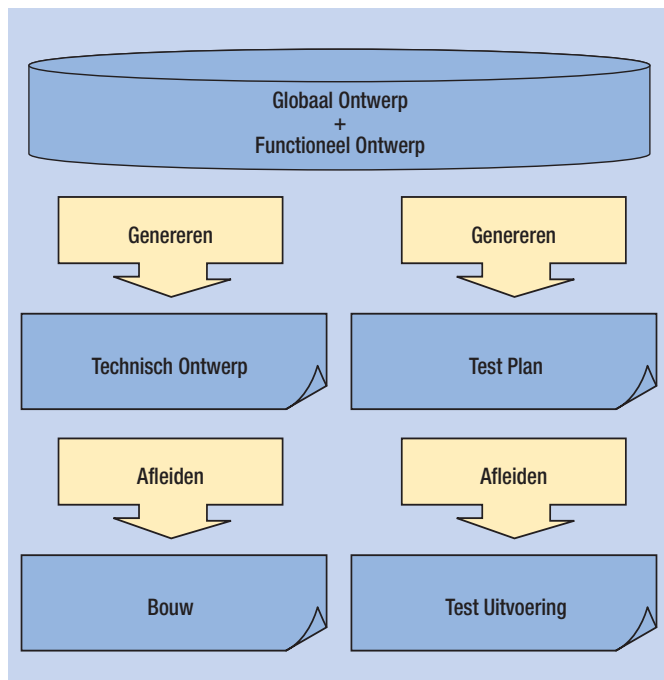 Globaal Ontwerp
+
Functioneel Ontwerp
Genereren
Genereren
Technisch Ontwerp
Test Plan
Afleiden
Afleiden
Bouw
Test Uitvoering